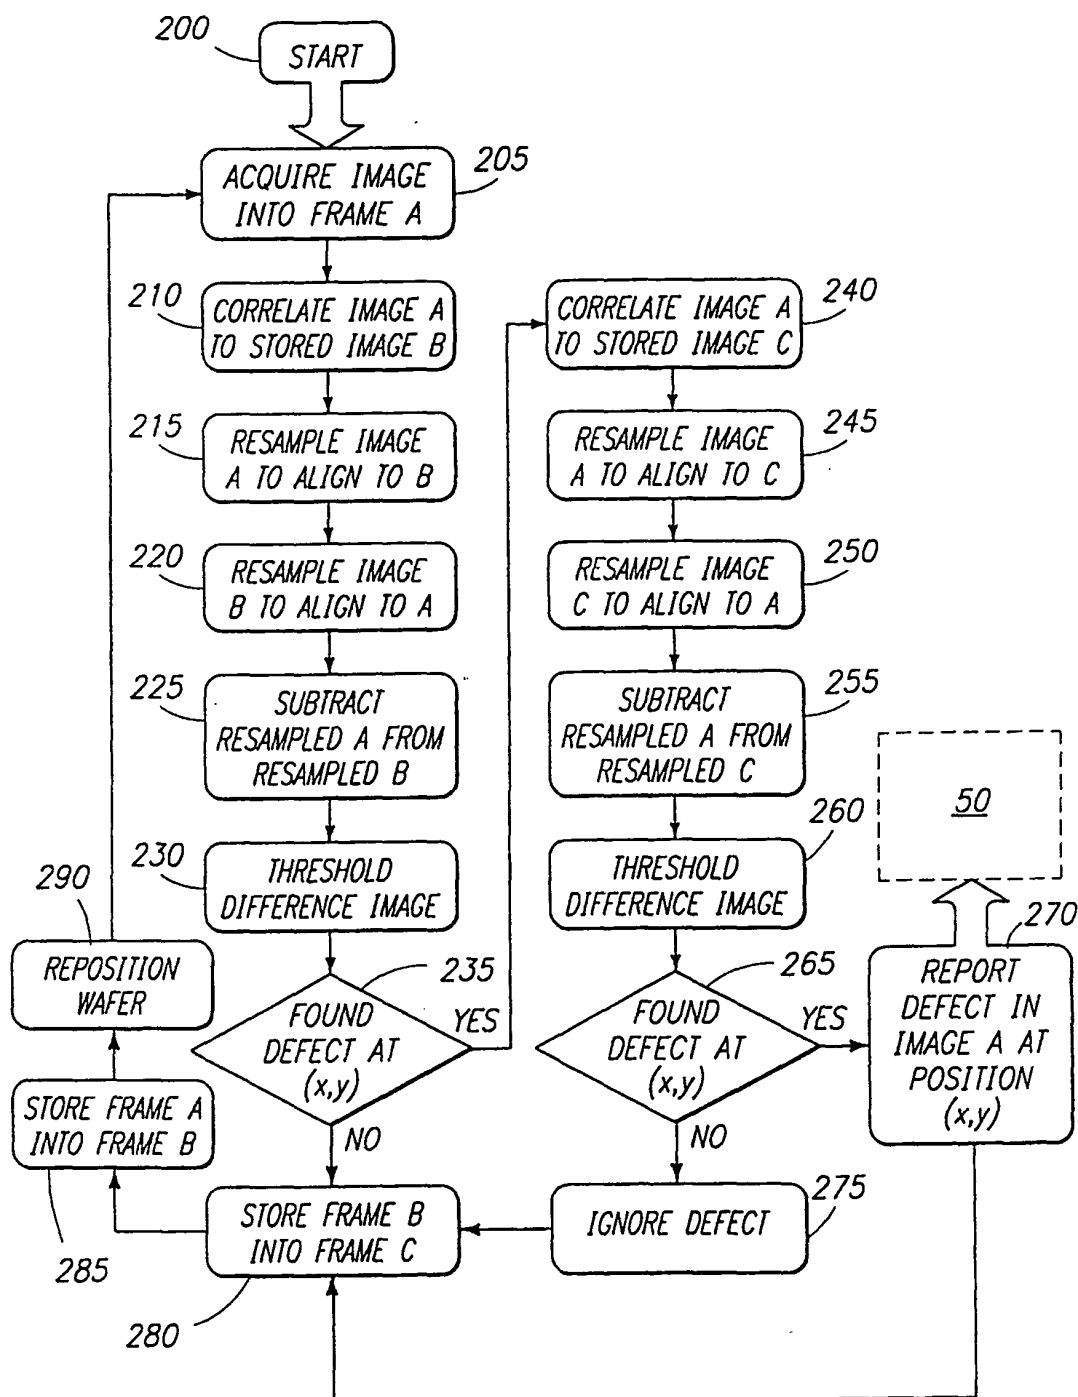 200
START
ACQUIRE IMAGE
INTO FRAME A
205
210
CORRELATE IMAGE A
TO STORED IMAGE B
215
RESAMPLE IMAGE
A TO ALIGN TO B
220
RESAMPLE IMAGE
B TO ALIGN TO A
225
SUBTRACT
RESAMPLED A FROM
RESAMPLED B
230
THRESHOLD
DIFFERENCE IMAGE
235
FOUND
DEFECT AT
(x,y)
YES
NO
240
CORRELATE IMAGE A
TO STORED IMAGE C
245
RESAMPLE IMAGE
A TO ALIGN TO C
250
RESAMPLE IMAGE
C TO ALIGN TO A
255
SUBTRACT
RESAMPLED A FROM
RESAMPLED C
260
THRESHOLD
DIFFERENCE IMAGE
265
FOUND
DEFECT AT
(x,y)
YES
NO
50
270
REPORT
DEFECT IN
IMAGE A AT
POSITION
(x,y)
275
IGNORE DEFECT
STORE FRAME B
INTO FRAME C
280
STORE FRAME A
INTO FRAME B
285
290
REPOSITION
WAFER